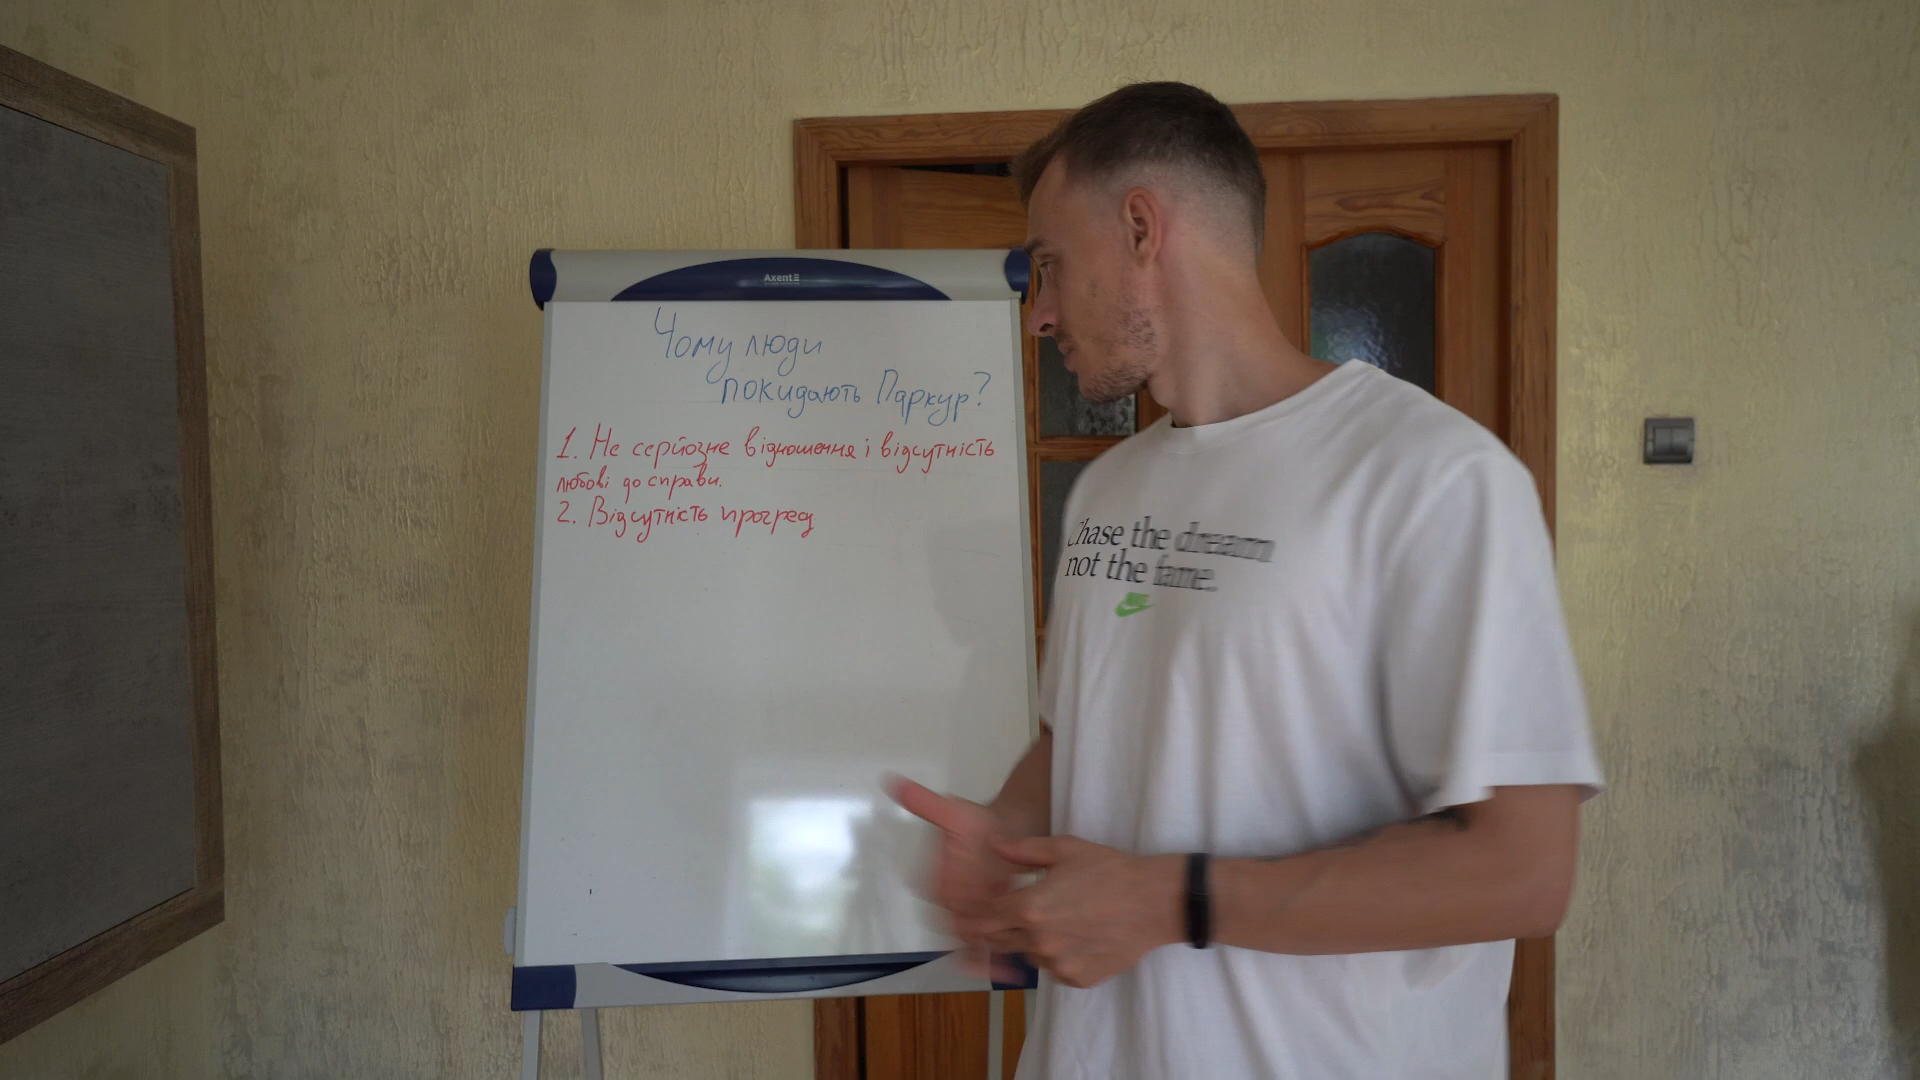 Axent
Чому люди
покидають Паркур?
1. Не серйозне відношення і відсутність
любові до справи.
2. Відсутність прогресу
Chase the dream
not the fame.